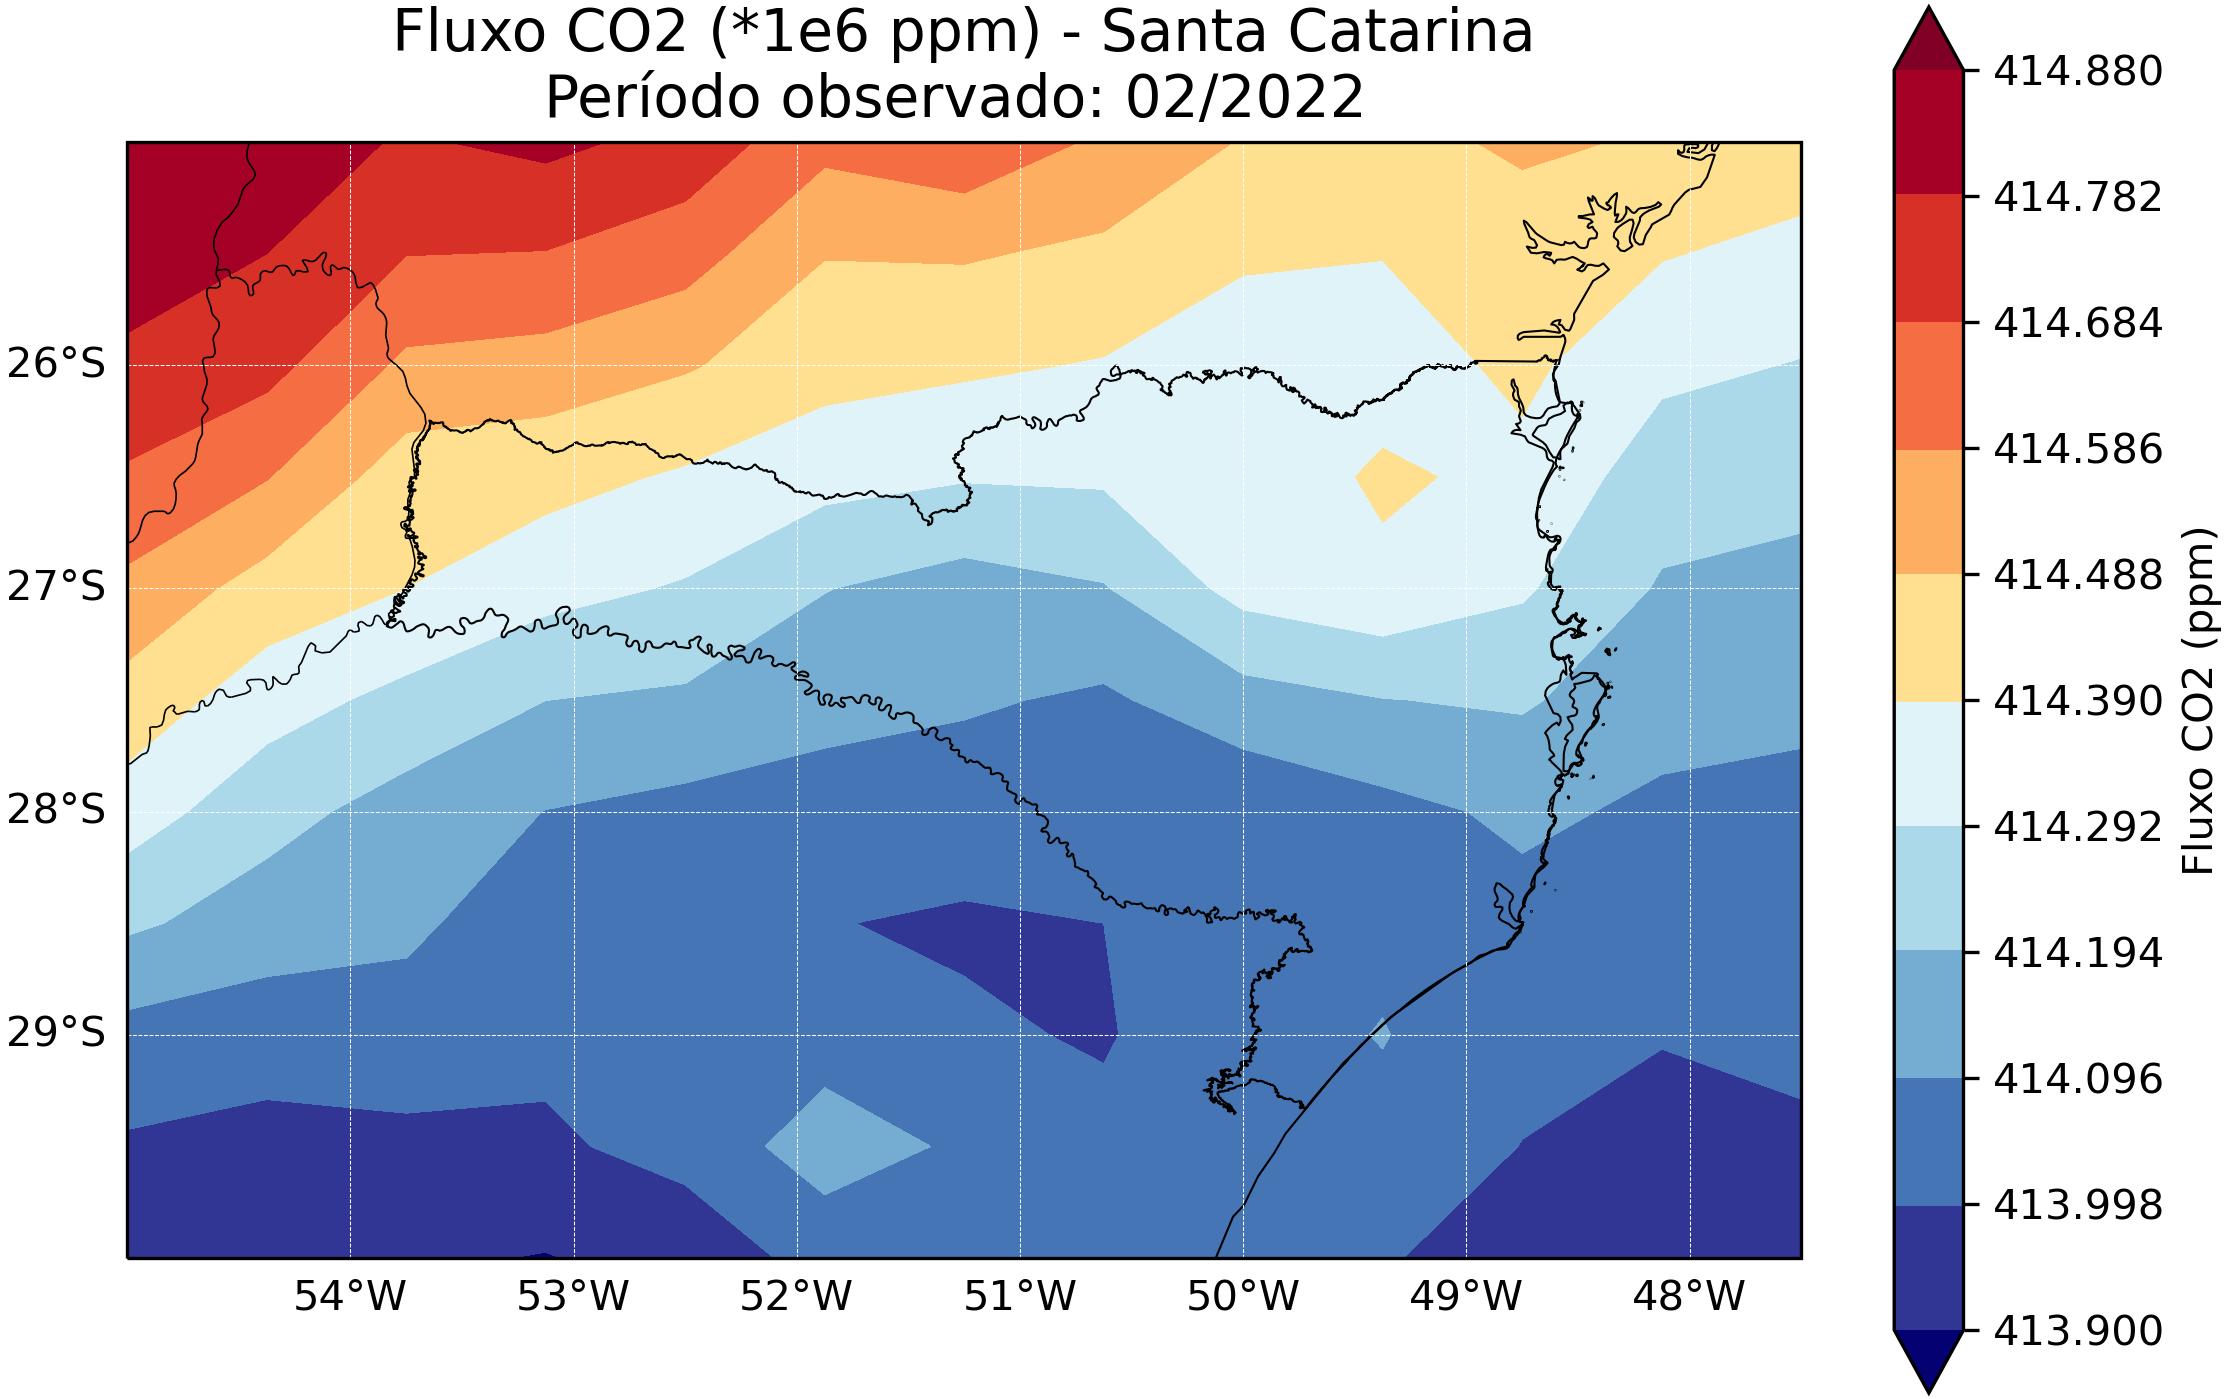 Fluxo CO2 (*1e6 ppm) - Santa Catarina
Período observado: 02/2022
26°S
27°S
28°S
29°S
54°W
53°W
52°W
51°W
50°W
49°W
48°W
414.880
414.782
414.684
414.586
414.488
414.390
414.292
414.194
414.096
413.998
413.900
Fluxo CO2 (ppm)